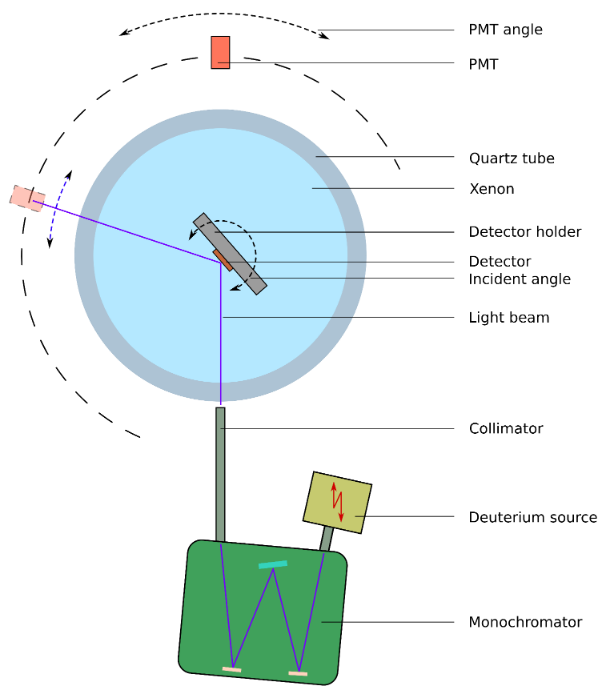 PMT angle
PMT
Quartz tube
Xenon
Detector holder
Detector
Incident angle
Light beam
Collimator
Deuterium source
Monochromator